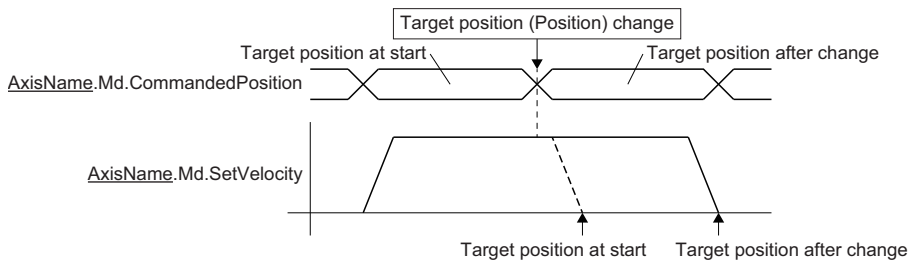 Target position (Position) change
Target position at start
Target position after change
AxisName.Md.CommandedPosition
AxisName.Md.SetVelocity
Target position at start
Target position after change